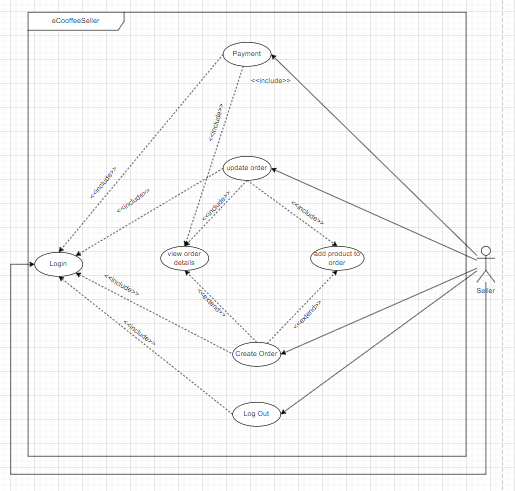 eCooffeeSeller
Payment
<<include>>
<<include>>
<<include>>
update order
<<include>>
<<include>>
<<include>>
view order
details
add product to
order
Login
Seller
<<include>>
<<extend>>
<<extend>>
<<include>>
Create Order
Log Out